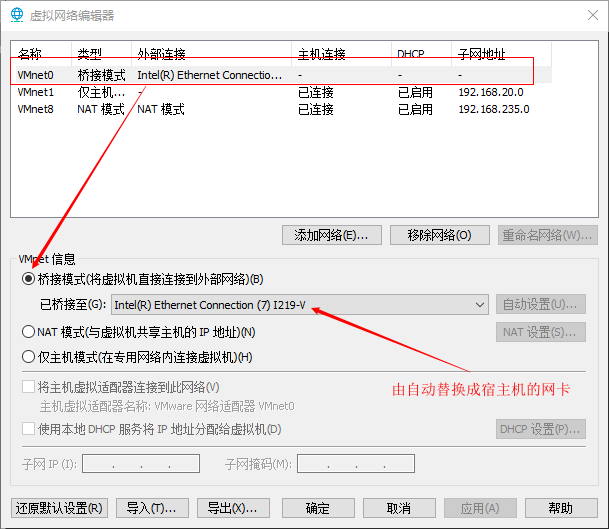 虚拟网络编辑器
名称 类型 外部连接 主机连接 DHCP 子网地址
VMnet0 桥接模式 Intel(R) Ethernet Connectio... - - -
VMnet1 仅主机... - 已连接 已启用 192.168.20.0
VMnet8 NAT 模式 NAT 模式 已连接 已启用 192.168.235.0
添加网络(E)... 移除网络(O) 重命名网络(W)...
VMnet 信息
桥接模式(将虚拟机直接连接到外部网络)(B)
已桥接至(G): Intel(R) Ethernet Connection (7) I219-V 自动设置(U)...
NAT 模式(与虚拟机共享主机的 IP 地址)(N) NAT 设置(S)...
仅主机模式(在专用网络内连接虚拟机)(H)
由自动替换成宿主机的网卡
将主机虚拟适配器连接到此网络(V)
主机虚拟适配器名称: VMware 网络适配器 VMnet0
使用本地 DHCP 服务将 IP 地址分配给虚拟机(D) DHCP 设置(P)...
子网 IP (I): . . . 子网掩码(M): . . .
还原默认设置(R) 导入(T)... 导出(X)... 确定 取消 应用(A) 帮助